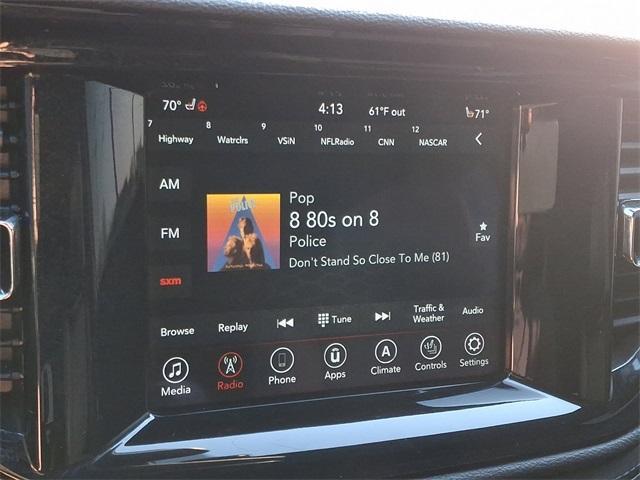 70° 4:13 61°F out 71°
7 8 9 10 11 12
Highway Watrclrs VSiN NFLRadio CNN NASCAR
AM
Pop
8 80s on 8
FM
Police
Fav
Don't Stand So Close To Me (81)
sxm
Browse Replay Tune Traffic & Weather Audio
Media Radio Phone Apps Climate Controls Settings